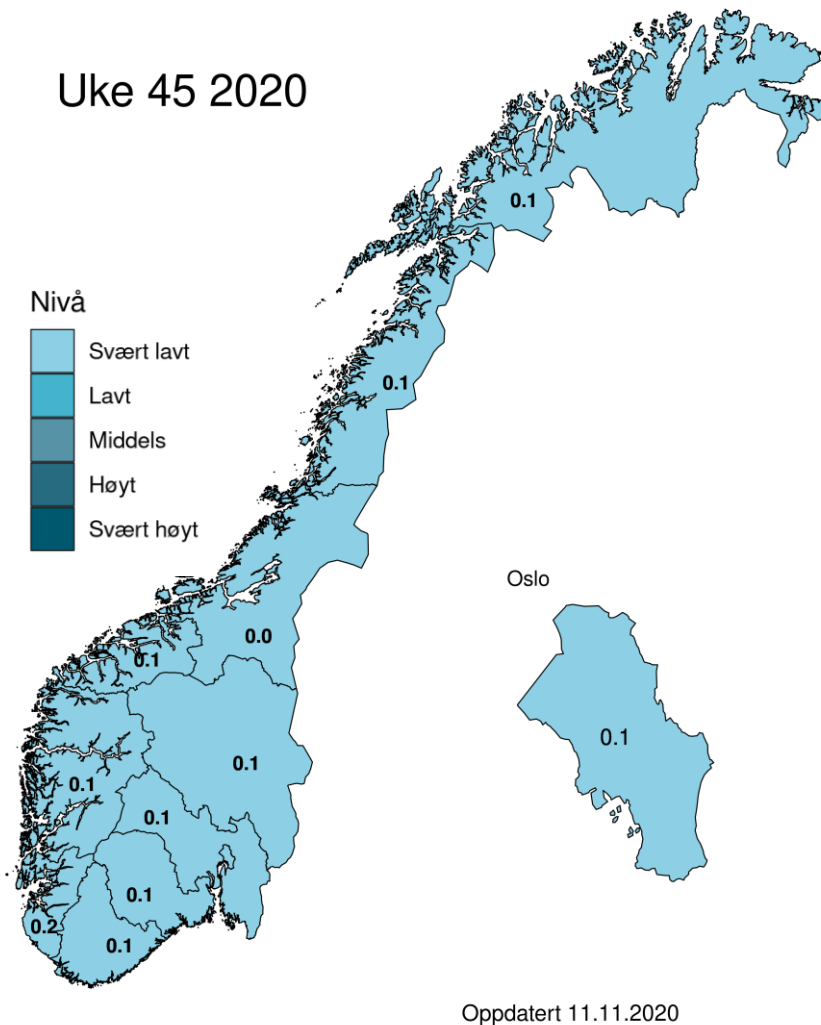 Uke 45 2020
0.1
Nivå
Svært lavt
Lavt
Middels
Høyt
Svært høyt
0.1
Oslo
0.0
0.1
0.1
0.1
0.1
0.1
0.1
0.2
0.1
Oppdatert 11.11.2020